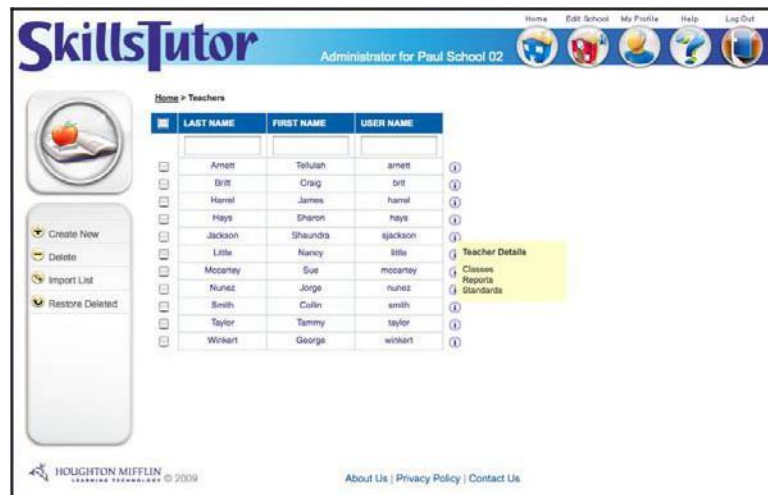 Home Edit School My Profile Help Log Out
SkillsTutor
Administrator for Paul School 02
Home > Teachers
LAST NAME FIRST NAME USER NAME
Arnett Tellulah arnett
Britt Craig brit
Harrel James harrel
Hays Sharon hays
Jackson Shaundra sjackson
Little Nancy little
Mccartey Sue mccartey
Nunez Jorge nunez
Smith Collin smith
Taylor Tammy taylor
Winkert George winkert
Create New
Delete
Import List
Restore Deleted
Teacher Details
Classes
Reports
Standards
HOUGHTON MIFFLIN
LEARNING TECHNOLOGY © 2009
About Us | Privacy Policy | Contact Us